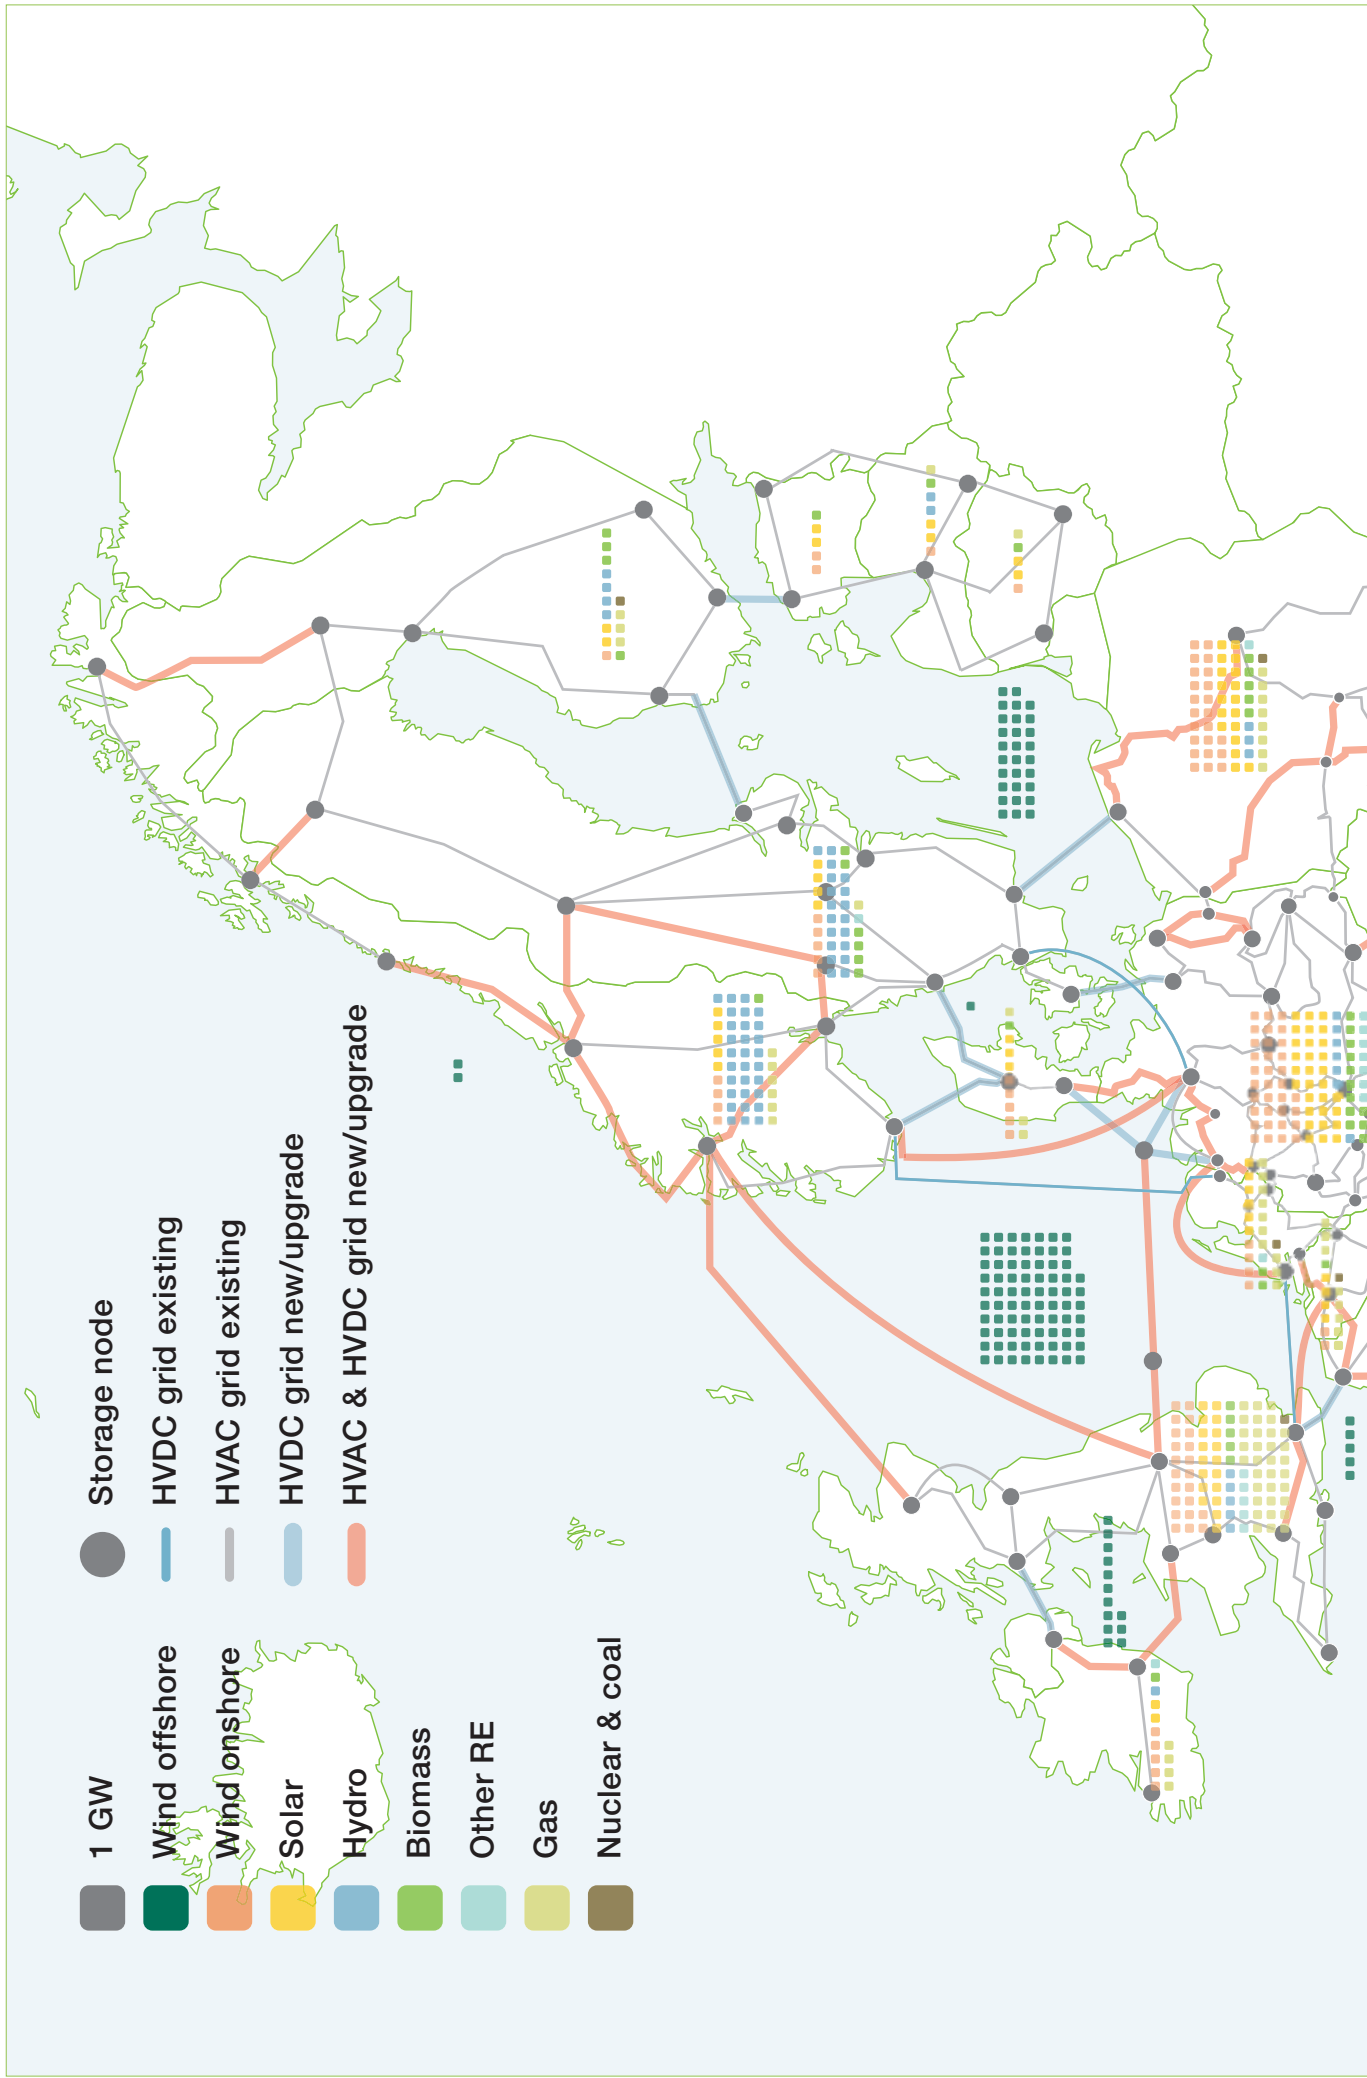 1 GW
Wind offshore
Wind onshore
Solar
Hydro
Biomass
Other RE
Gas
Nuclear & coal
Storage node
HVDC grid existing
HVAC grid existing
HVDC grid new/upgrade
HVAC & HVDC grid new/upgrade